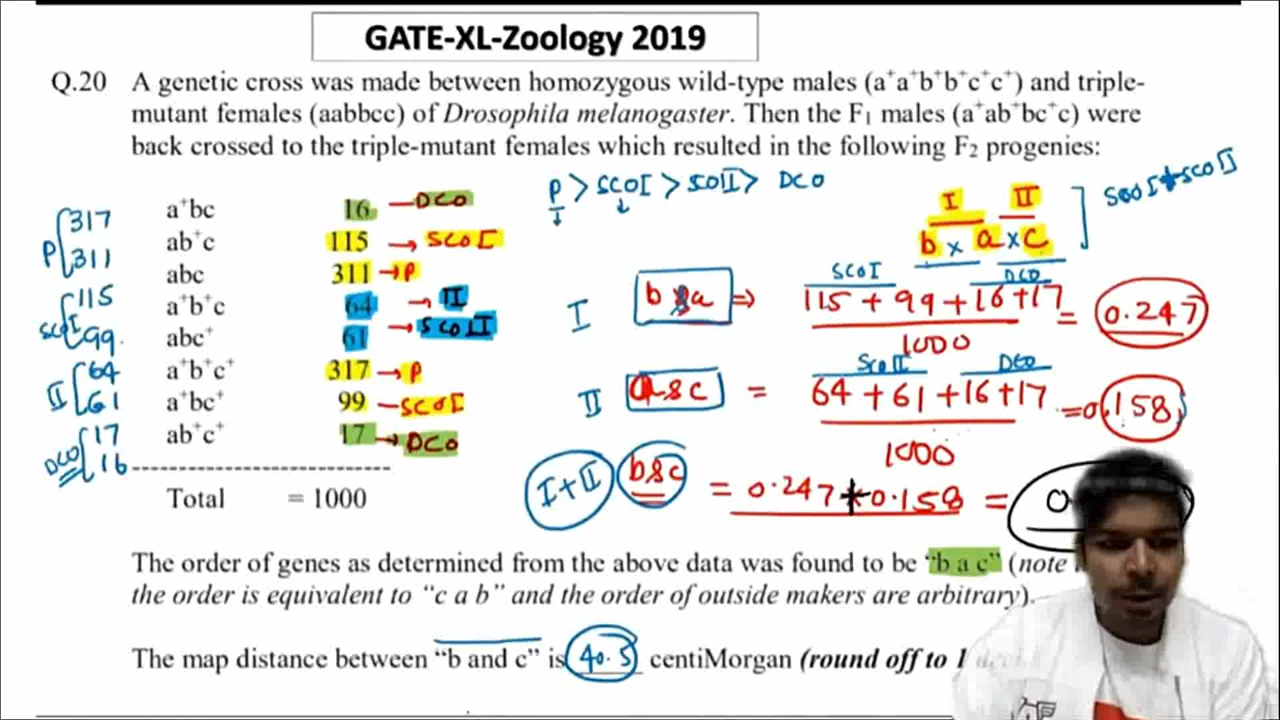 GATE-XL-Zoology 2019
Q.20 A genetic cross was made between homozygous wild-type males (a⁺a⁺b⁺b⁺c⁺c⁺) and triple-
mutant females (aabbcc) of Drosophila melanogaster. Then the F₁ males (a⁺ab⁺bc⁺c) were
back crossed to the triple-mutant females which resulted in the following F₂ progenies:
P > SCO I > SCO II > DCO
I II
b x a x c
SCO I + SCO II
a⁺bc 16 — DCO
ab⁺c 115 → SCO I
abc 311 → P
a⁺b⁺c 64 → II
abc⁺ 61 → SCO II
a⁺b⁺c⁺ 317 → P
a⁺bc⁺ 99 — SCO I
ab⁺c⁺ 17 → DCO
Total = 1000
P 317
311
SCO I 115
99
II 64
61
DCO 17
16
SCO I DCO
I b & a ⇒ 115 + 99 + 16 + 17 = 0.247
1000
SCO II DCO
II a & c = 64 + 61 + 16 + 17 = 0.158
1000
I + II b & c = 0.247 + 0.158 = 0
The order of genes as determined from the above data was found to be "b a c" (note
the order is equivalent to "c a b" and the order of outside makers are arbitrary).
The map distance between "b and c" is 40.5 centiMorgan (round off to 1